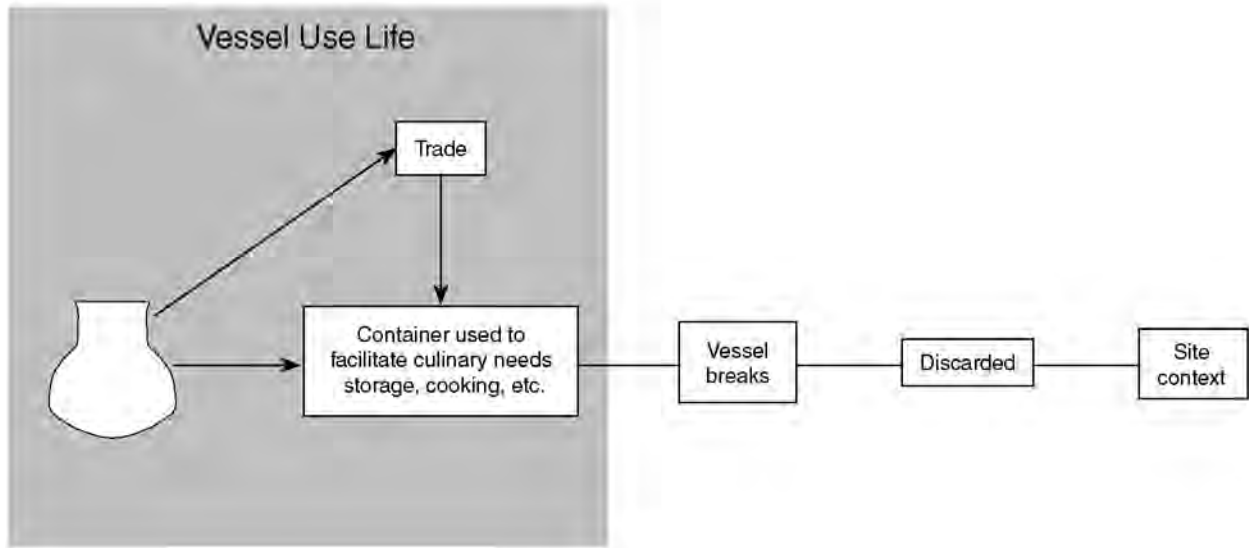 Vessel Use Life
Trade
Container used to
facilitate culinary needs
storage, cooking, etc.
Vessel
breaks
Discarded
Site
context